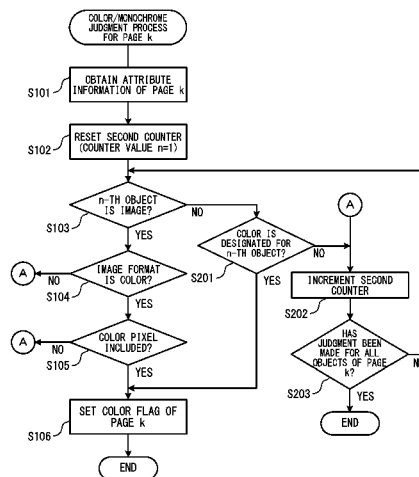 COLOR/MONOCHROME
JUDGMENT PROCESS
FOR PAGE k
OBTAIN ATTRIBUTE
INFORMATION OF PAGE k
S101
RESET SECOND COUNTER
(COUNTER VALUE n=1)
S102
n-TH OBJECT
IS IMAGE?
S103
NO
YES
COLOR IS
DESIGNATED FOR
n-TH OBJECT?
S201
NO
YES
A
IMAGE FORMAT
IS COLOR?
S104
A
NO
YES
INCREMENT SECOND
COUNTER
S202
COLOR PIXEL
INCLUDED?
S105
A
NO
YES
HAS
JUDGMENT BEEN
MADE FOR ALL
OBJECTS OF PAGE
k?
S203
NO
YES
END
SET COLOR FLAG OF
PAGE k
S106
END